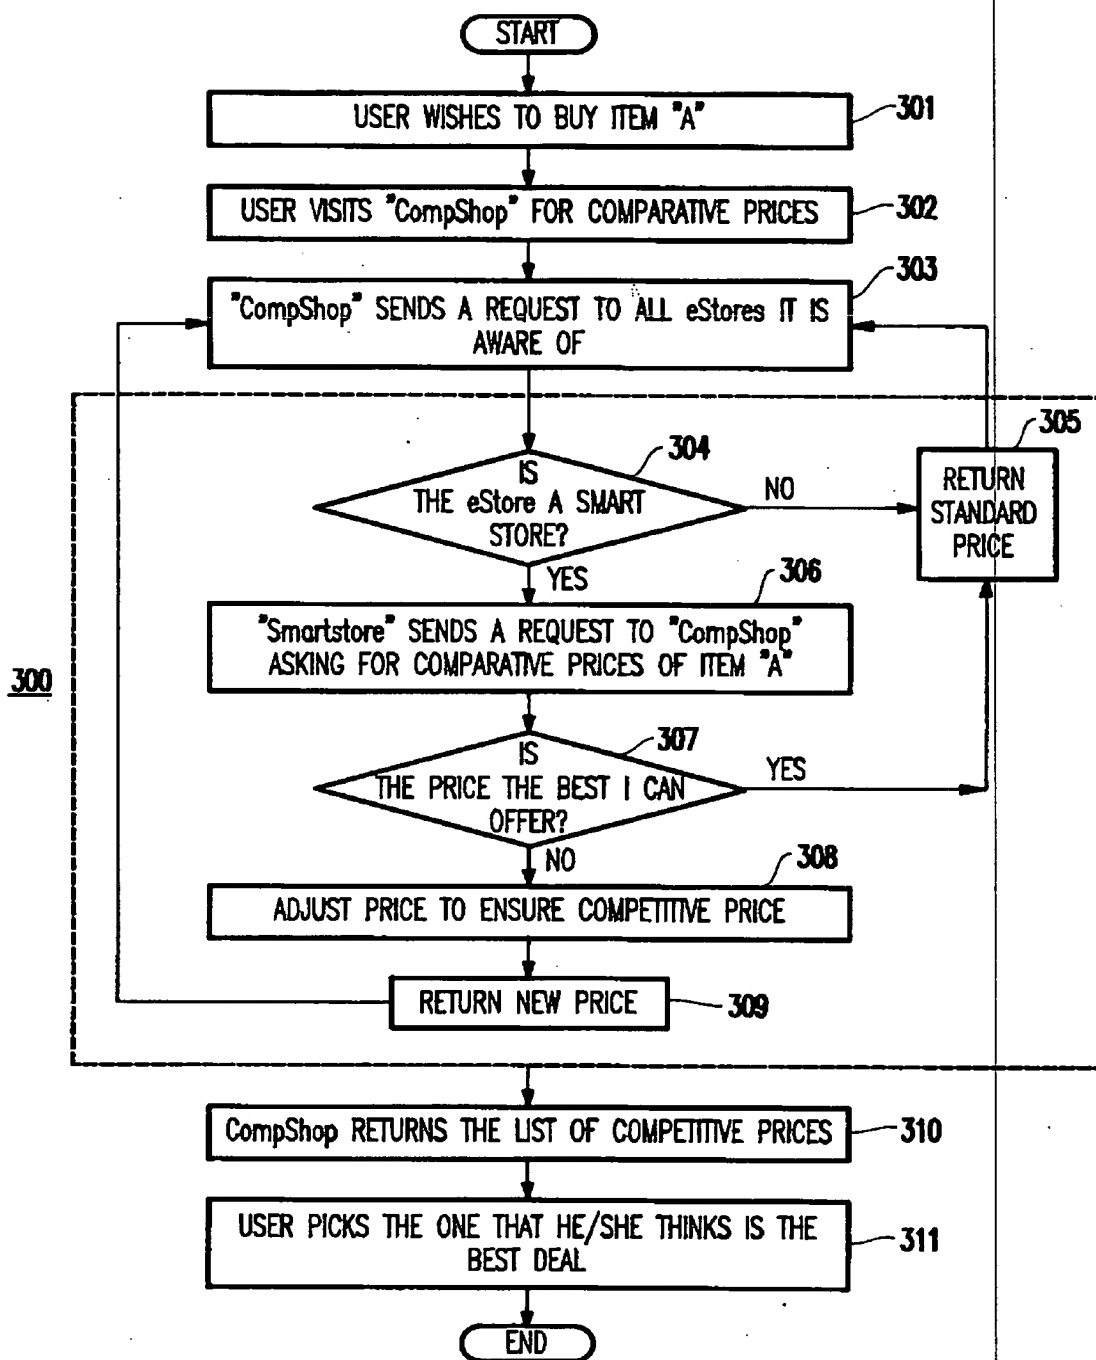 START
USER WISHES TO BUY ITEM "A"
301
USER VISITS "CompShop" FOR COMPARATIVE PRICES
302
303
"CompShop" SENDS A REQUEST TO ALL eStores IT IS
AWARE OF
304
IS
THE eStore A SMART
STORE?
NO
YES
305
RETURN
STANDARD
PRICE
306
"Smartstore" SENDS A REQUEST TO "CompShop"
ASKING FOR COMPARATIVE PRICES OF ITEM "A"
300
307
IS
THE PRICE THE BEST I CAN
OFFER?
YES
NO
308
ADJUST PRICE TO ENSURE COMPETITIVE PRICE
RETURN NEW PRICE
309
CompShop RETURNS THE LIST OF COMPETITIVE PRICES
310
USER PICKS THE ONE THAT HE/SHE THINKS IS THE
BEST DEAL
311
END